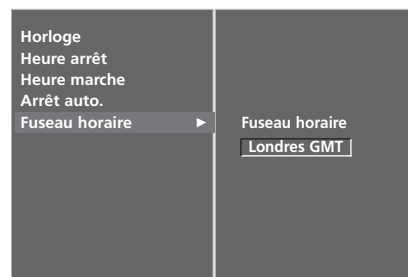 Horloge
Heure arrêt
Heure marche
Arrêt auto.
Fuseau horaire ►
Fuseau horaire
Londres GMT